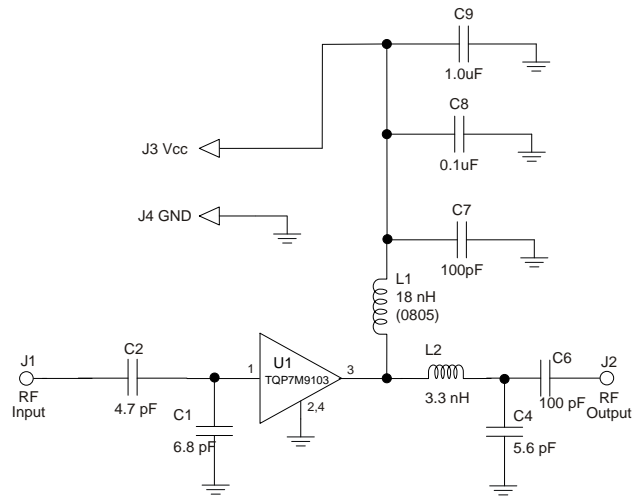 C9
1.0uF
C8
J3 Vcc
0.1uF
J4 GND
C7
100pF
L1
18 nH
(0805)
J1
RF
Input
C2
4.7 pF
C1
6.8 pF
1
U1
TQP7M9103
3
2,4
L2
3.3 nH
C6
100 pF
J2
RF
Output
C4
5.6 pF